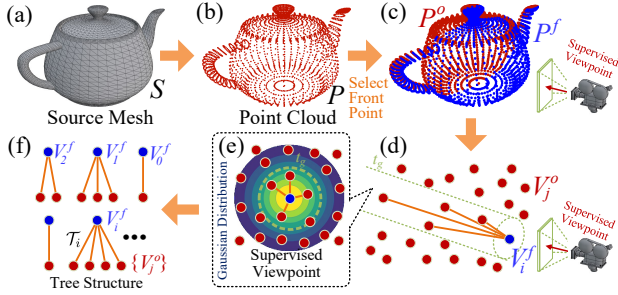 (a)
S
Source Mesh
(b)
P
Point Cloud
Select
Front
Point
(c)
P^o
P^f
Supervised
Viewpoint
(d)
t_g
V_j^o
V_i^f
Supervised
Viewpoint
(e)
Gaussian Distribution
t_g
Supervised
Viewpoint
(f)
V_2^f
V_1^f
V_0^f
V_i^f
𝒯_i
•••
{V_j^o}
Tree Structure